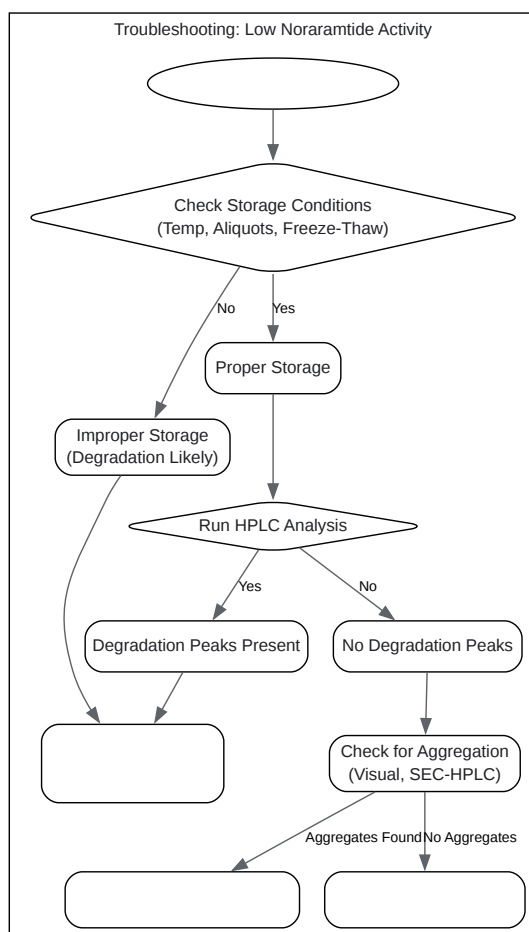 Troubleshooting: Low Noraramtide Activity
Check Storage Conditions
(Temp, Aliquots, Freeze-Thaw)
No
Yes
Proper Storage
Improper Storage
(Degradation Likely)
Run HPLC Analysis
Yes
No
Degradation Peaks Present
No Degradation Peaks
Check for Aggregation
(Visual, SEC-HPLC)
Aggregates Found
No Aggregates